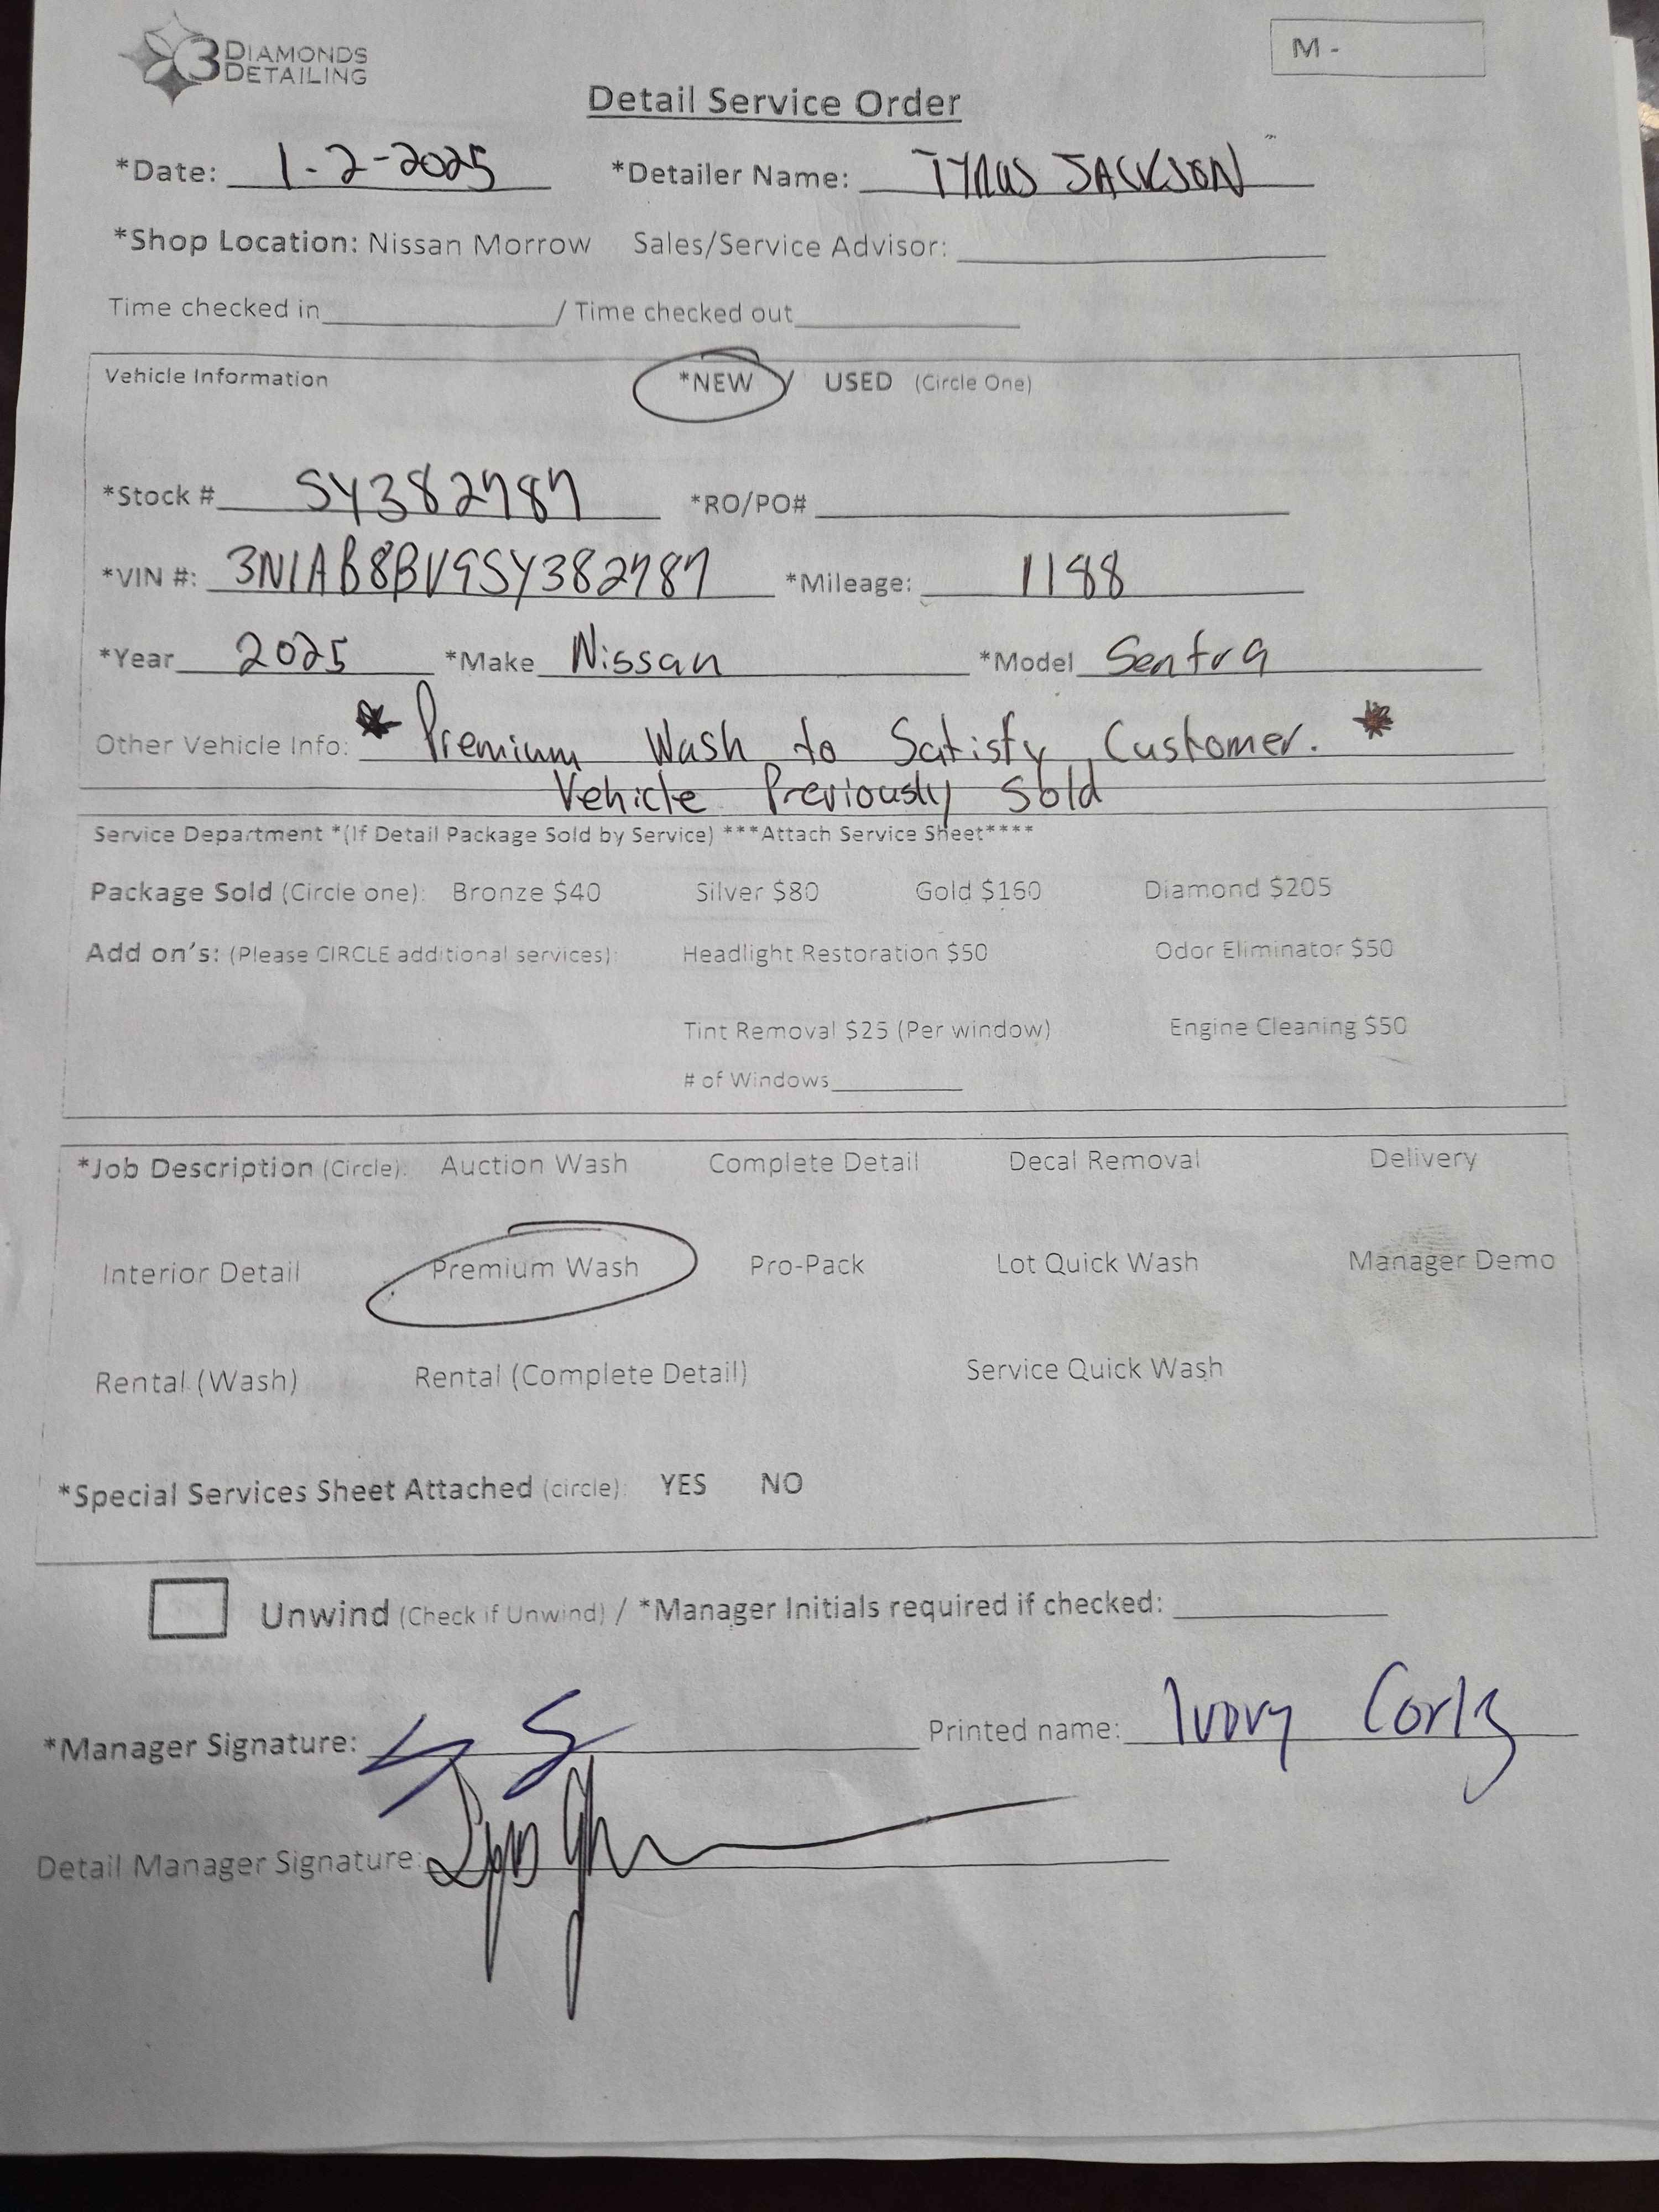 3 DIAMONDS DETAILING
M -
Detail Service Order
*Date: 1-2-2025 *Detailer Name: TYRUS JACKSON
*Shop Location: Nissan Morrow Sales/Service Advisor:
Time checked in / Time checked out
Vehicle Information *NEW / USED (Circle One)
*Stock # SY382787 *RO/PO#
*VIN #: 3N1AB8BV9SY382787 *Mileage: 1188
*Year 2025 *Make Nissan *Model Sentra
Other Vehicle Info: * Premium Wash to Satisfy Customer. *
Vehicle Previously Sold
Service Department *(If Detail Package Sold by Service) ***Attach Service Sheet****
Package Sold (Circle one): Bronze $40 Silver $80 Gold $160 Diamond $205
Add on's: (Please CIRCLE additional services): Headlight Restoration $50 Odor Eliminator $50
Tint Removal $25 (Per window) Engine Cleaning $50
# of Windows
*Job Description (Circle): Auction Wash Complete Detail Decal Removal Delivery
Interior Detail Premium Wash Pro-Pack Lot Quick Wash Manager Demo
Rental (Wash) Rental (Complete Detail) Service Quick Wash
*Special Services Sheet Attached (circle): YES NO
Unwind (Check if Unwind) / *Manager Initials required if checked:
*Manager Signature: Printed name: Ivory
Detail Manager Signature: